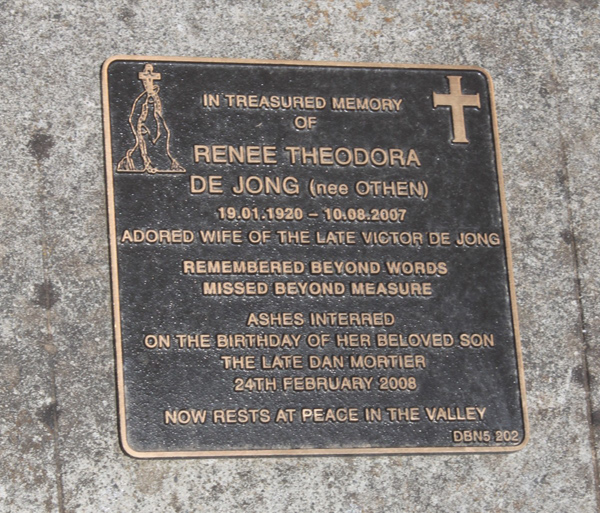 IN TREASURED MEMORY
OF
RENEE THEODORA
DE JONG (nee OTHEN)
19.01.1920 – 10.08.2007
ADORED WIFE OF THE LATE VICTOR DE JONG
REMEMBERED BEYOND WORDS
MISSED BEYOND MEASURE
ASHES INTERRED
ON THE BIRTHDAY OF HER BELOVED SON
THE LATE DAN MORTIER
24TH FEBRUARY 2008
NOW RESTS AT PEACE IN THE VALLEY
DBN5 202